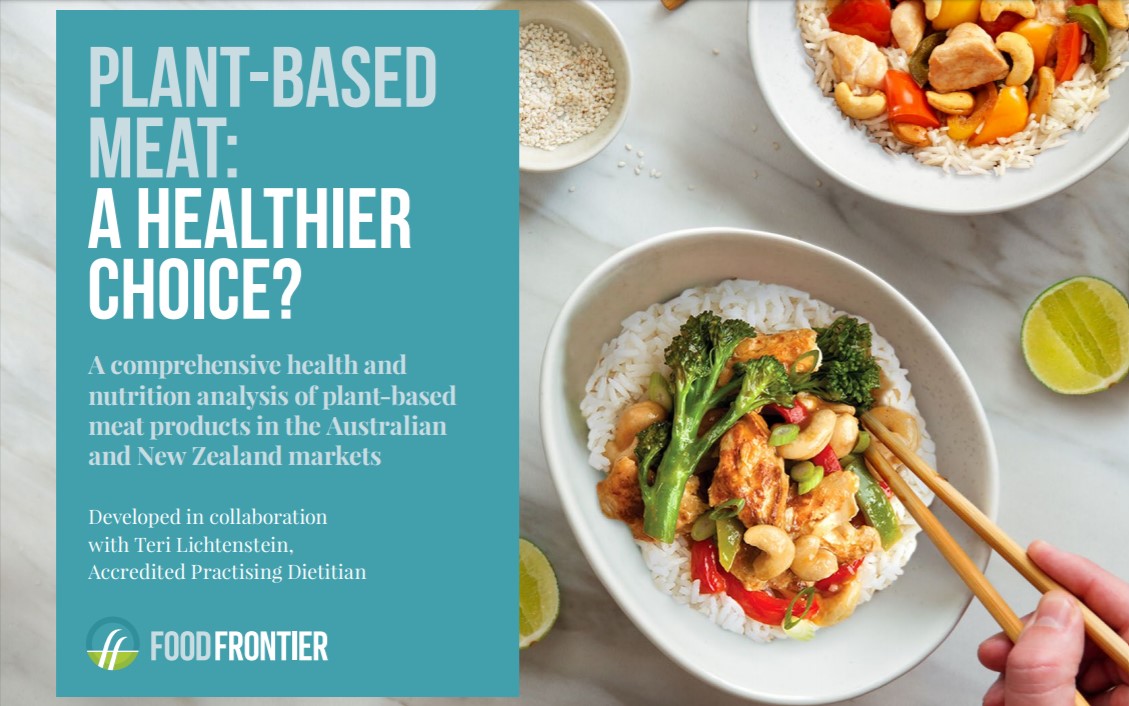 PLANT-BASED
MEAT:
A HEALTHIER
CHOICE?
A comprehensive health and
nutrition analysis of plant-based
meat products in the Australian
and New Zealand markets
Developed in collaboration
with Teri Lichtenstein,
Accredited Practising Dietitian
FOODFRONTIER